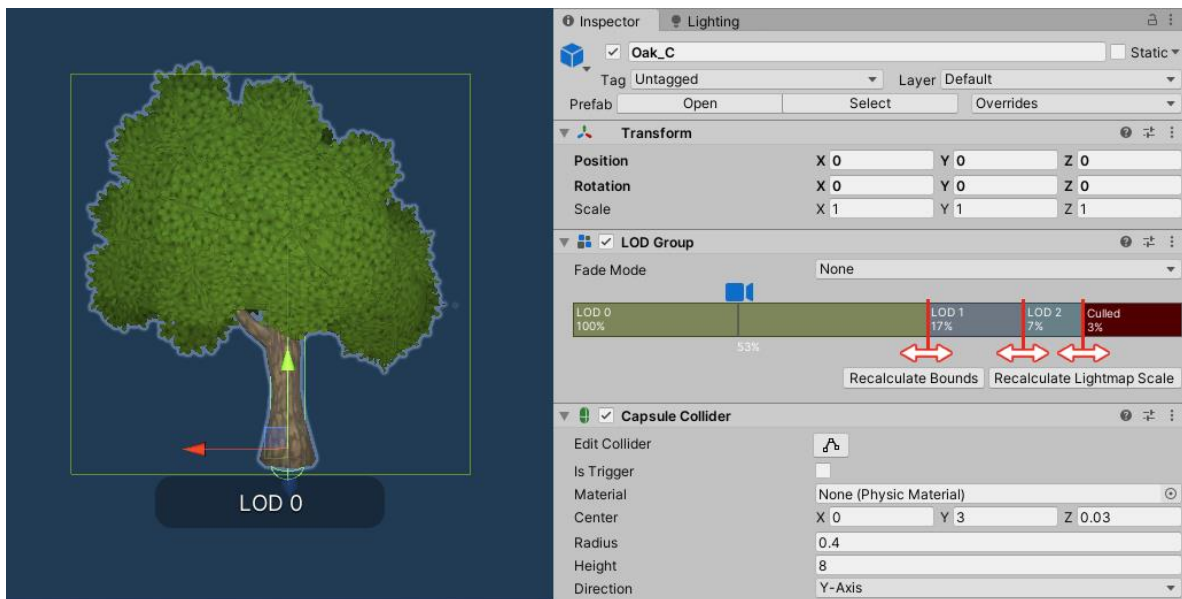 LOD 0
Inspector Lighting
Oak_C Static
Tag Untagged Layer Default
Prefab Open Select Overrides
Transform
Position X 0 Y 0 Z 0
Rotation X 0 Y 0 Z 0
Scale X 1 Y 1 Z 1
LOD Group
Fade Mode None
LOD 0 LOD 1 LOD 2 Culled
100% 17% 7% 3%
53%
Recalculate Bounds Recalculate Lightmap Scale
Capsule Collider
Edit Collider
Is Trigger
Material None (Physic Material)
Center X 0 Y 3 Z 0.03
Radius 0.4
Height 8
Direction Y-Axis